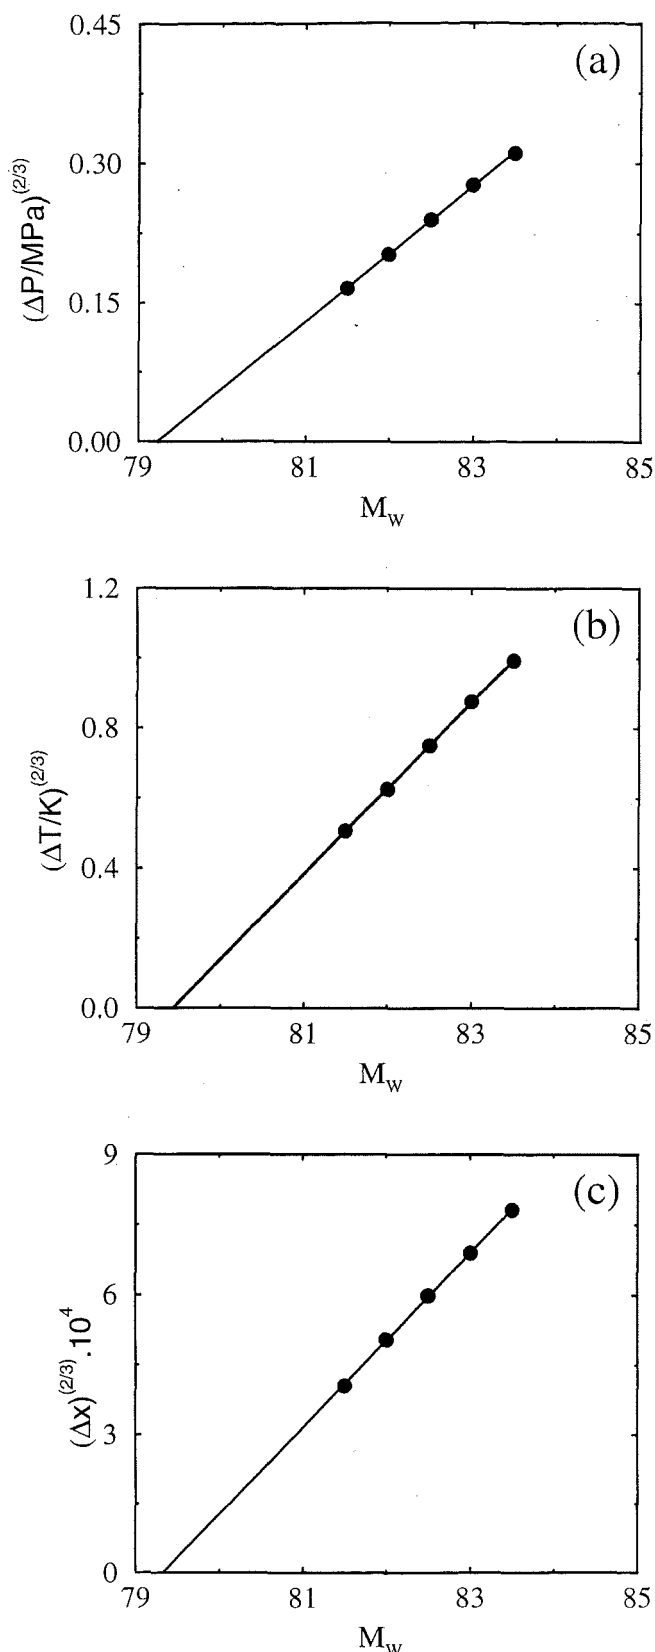 0.45
(a)
0.30
(ΔP/MPa)^(2/3)
0.15
0.00
79 81 83 85
M_W
1.2
(b)
0.8
(ΔT/K)^(2/3)
0.4
0.0
79 81 83 85
M_W
9
(c)
6
(Δx)^(2/3).10^4
3
0
79 81 83 85
M_W